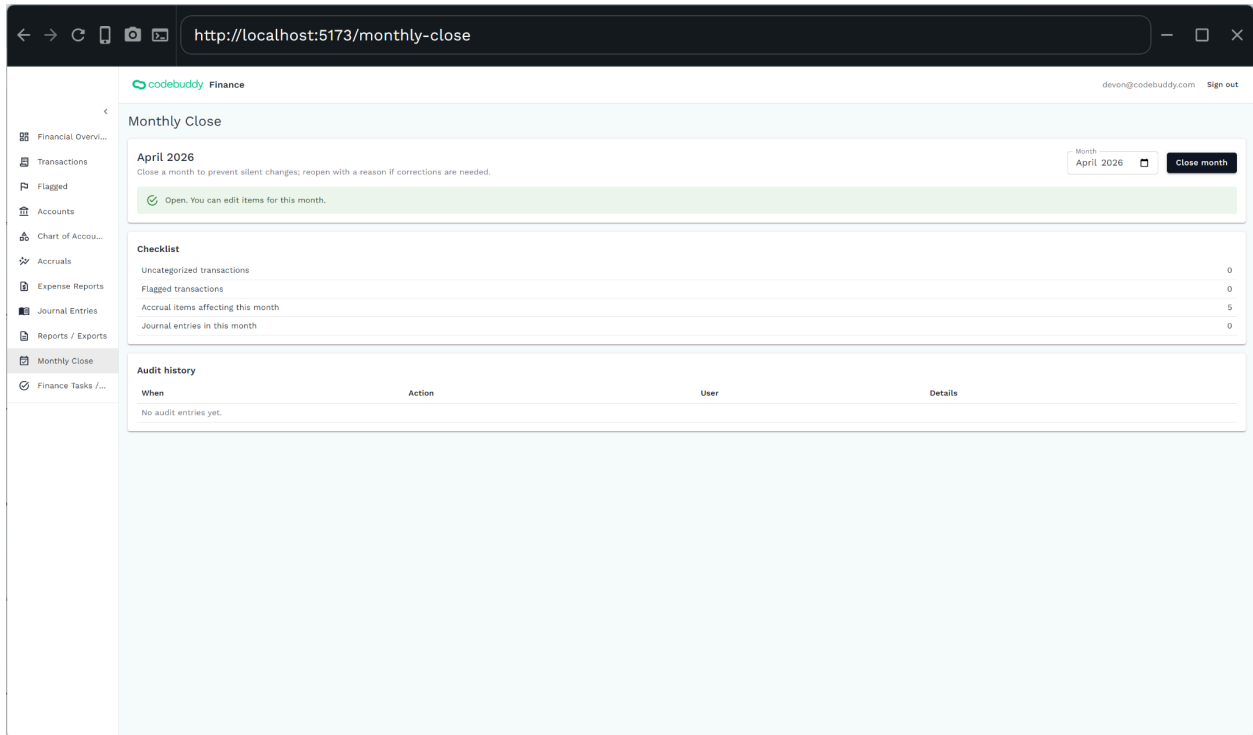 http://localhost:5173/monthly-close
codebuddy Finance
devon@codebuddy.com Sign out
Financial Overvi...
Transactions
Flagged
Accounts
Chart of Accou...
Accruals
Expense Reports
Journal Entries
Reports / Exports
Monthly Close
Finance Tasks /...
Monthly Close
April 2026
Close a month to prevent silent changes; reopen with a reason if corrections are needed.
Month
April 2026
Close month
Open. You can edit items for this month.
Checklist
Uncategorized transactions 0
Flagged transactions 0
Accrual items affecting this month 5
Journal entries in this month 0
Audit history
When Action User Details
No audit entries yet.